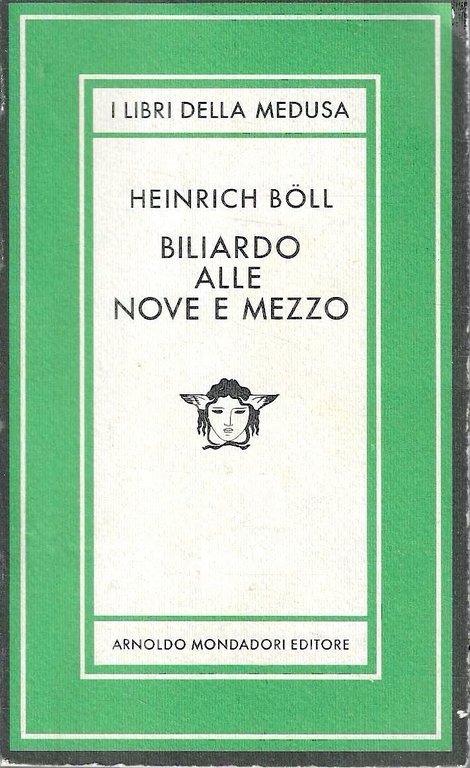 I LIBRI DELLA MEDUSA
HEINRICH BÖLL
BILIARDO
ALLE
NOVE E MEZZO
ARNOLDO MONDADORI EDITORE